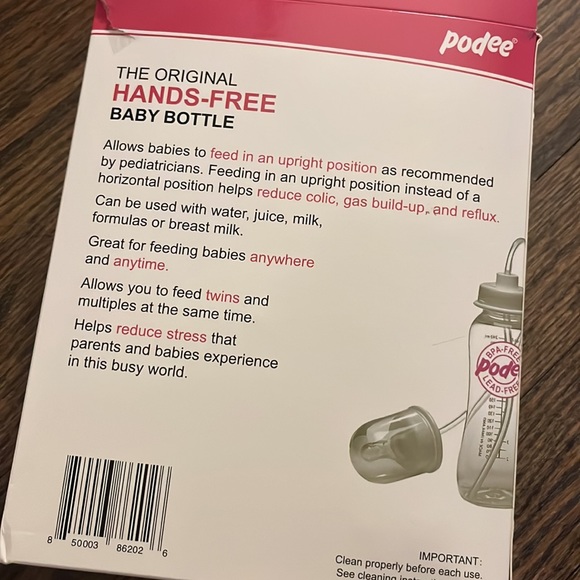 podee®
THE ORIGINAL
HANDS-FREE
BABY BOTTLE
Allows babies to feed in an upright position as recommended
by pediatricians. Feeding in an upright position instead of a
horizontal position helps reduce colic, gas build-up, and reflux.
Can be used with water, juice, milk,
formulas or breast milk.
Great for feeding babies anywhere
and anytime.
Allows you to feed twins and
multiples at the same time.
Helps reduce stress that
parents and babies experience
in this busy world.
BPA-FREE
pode
LEAD-FREE
8 50003 86202 6
IMPORTANT:
Clean properly before each use.
See cleaning